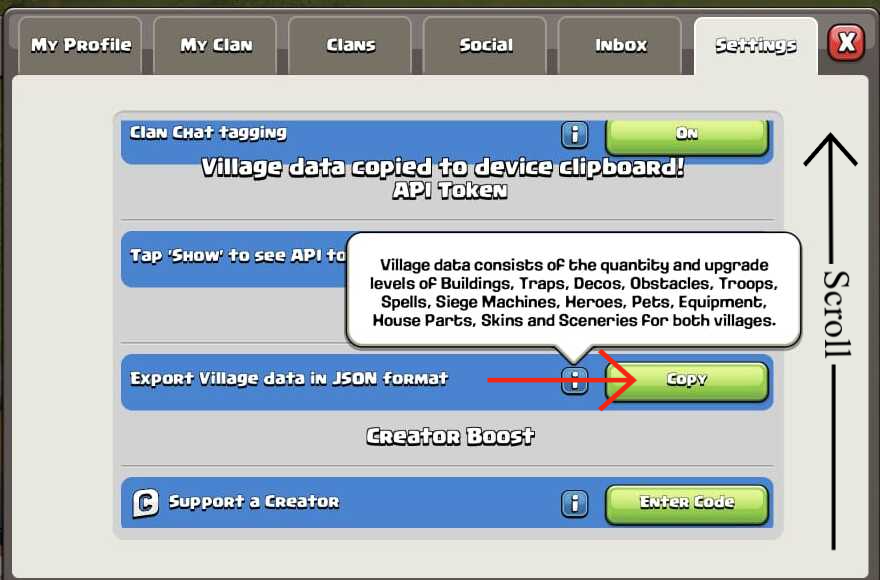 My Profile
My Clan
Clans
Social
Inbox
Settings
X
Clan Chat tagging
i
On
Village data copied to device clipboard!
API Token
Tap 'Show' to see API to
Village data consists of the quantity and upgrade
levels of Buildings, Traps, Decos, Obstacles, Troops,
Spells, Siege Machines, Heroes, Pets, Equipment,
House Parts, Skins and Sceneries for both villages.
Scroll
Export Village data in JSON format
i
Copy
Creator Boost
C
Support a Creator
i
Enter Code